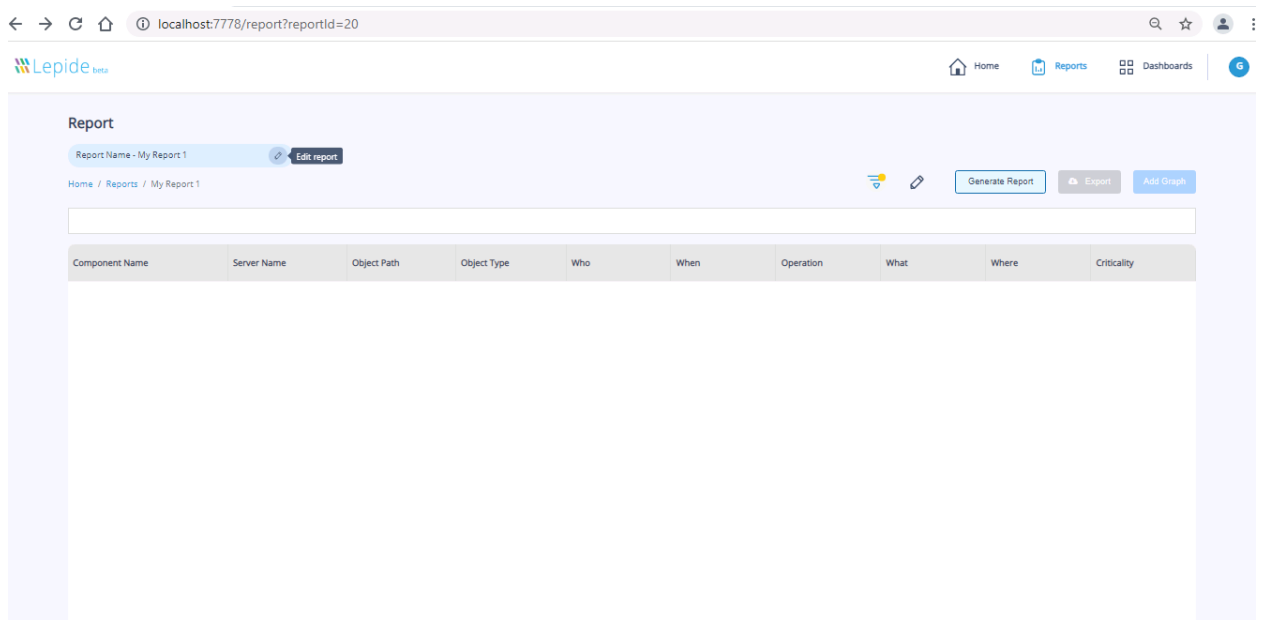 localhost:7778/report?reportId=20
Lepide beta
Home Reports Dashboards G
Report
Report Name - My Report 1
Edit report
Home / Reports / My Report 1
Generate Report Export Add Graph
Component Name Server Name Object Path Object Type Who When Operation What Where Criticality